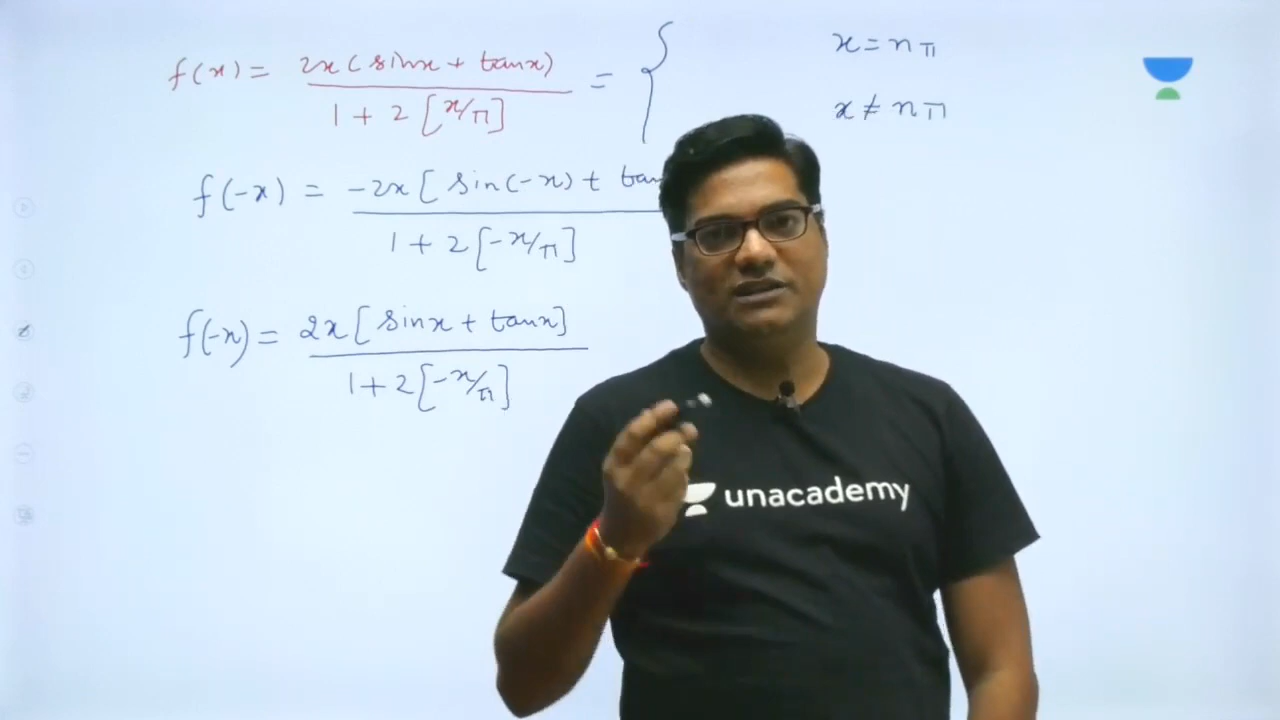 f(x) = 2x(sinx + tanx) / 1 + 2[x/π] = {
x = nπ
x ≠ nπ
f(-x) = -2x[sin(-x) + tan / 1 + 2[-x/π]
f(-x) = 2x[sinx + tanx] / 1 + 2[-x/π]
unacademy